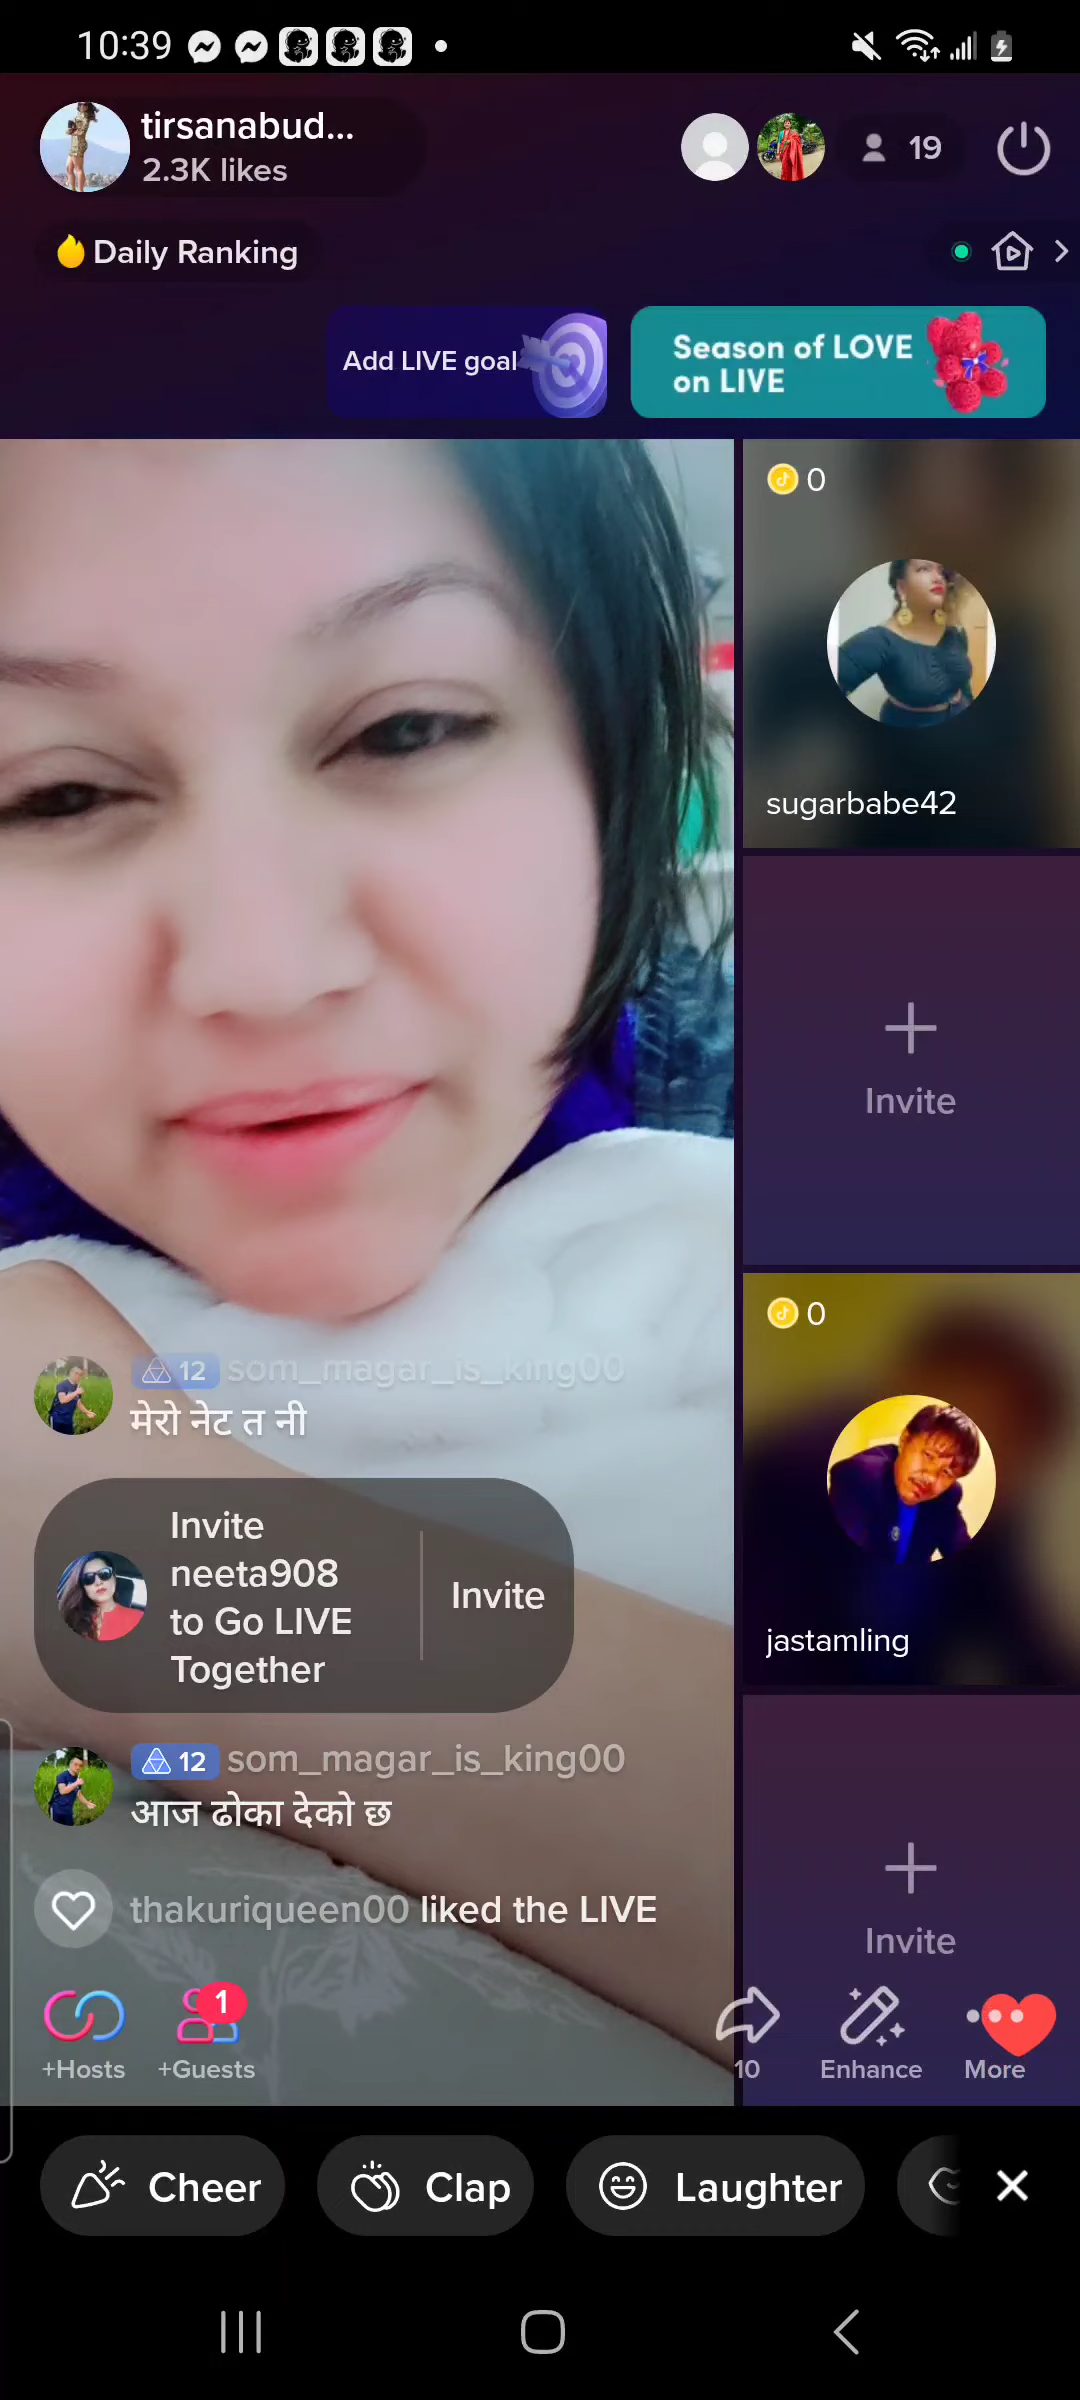 10:39
tirsanabud...
2.3K likes
19
Daily Ranking
Add LIVE goal
Season of LOVE
on LIVE
0
sugarbabe42
Invite
0
jastamling
Invite
12 som_magar_is_king00
मेरो नेट त नी
Invite
neeta908
to Go LIVE
Together
Invite
12 som_magar_is_king00
आज ढोका देको छ
thakuriqueen00 liked the LIVE
1
+Hosts
+Guests
10
Enhance
More
Cheer
Clap
Laughter